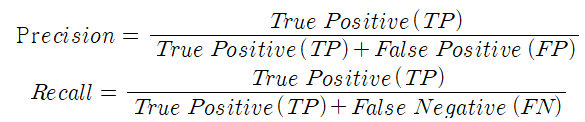 Precision = True Positive (TP) / True Positive (TP) + False Positive (FP)
Recall = True Positive (TP) / True Positive (TP) + False Negative (FN)